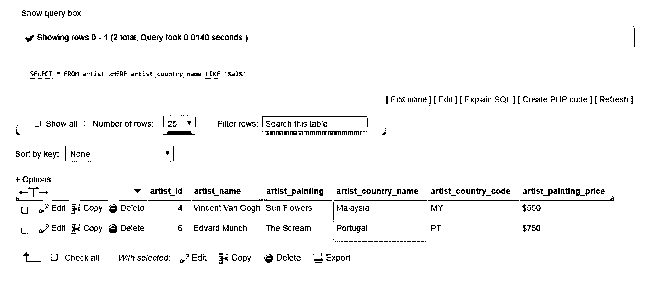 Show query box
Showing rows 0 - 1 (2 total, Query took 0.0140 seconds.)
SELECT * FROM artist WHERE artist_country_name LIKE
[ Edit inline ] [ Edit ] [ Explain SQL ] [ Create PHP code ] [ Refresh ]
Show all Number of rows: 25 Filter rows: Search this table
Sort by key: None
+ Options
artist_id artist_name artist_painting artist_country_name artist_country_code artist_painting_price
Edit Copy Delete 4 Vincent Van Gogh Sun Flowers Malaysia MY
Edit Copy Delete 6 Edvard Munch The Scream Portugal PT $750
Check all With selected: Edit Copy Delete Export